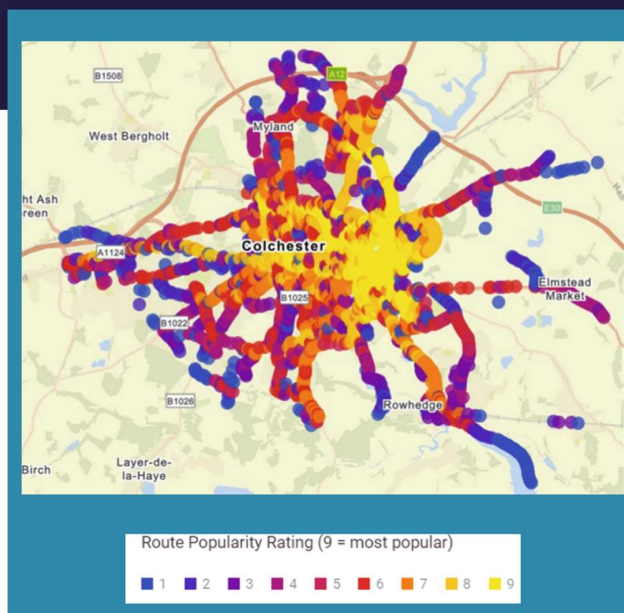 A12
B1508
Myland
West Bergholt
ht Ash
reen
E30
Colchester
A1124
Elmstead
Market
B1025
B1022
B1026
Rowhedge
Layer-de-
la-Haye
Birch
Route Popularity Rating (9 = most popular)
1 2 3 4 5 6 7 8 9